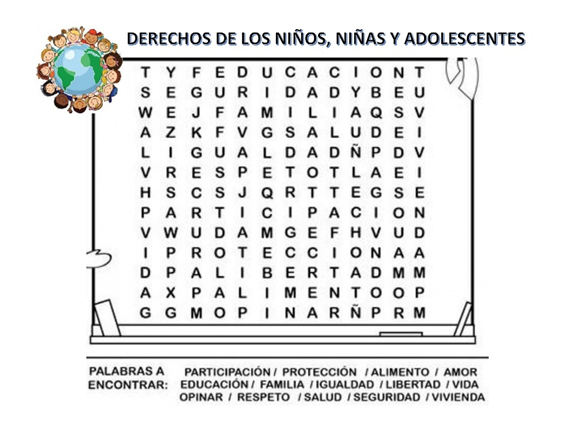 DERECHOS DE LOS NIÑOS, NIÑAS Y ADOLESCENTES
T Y F E D U C A C I O N T
S E G U R I D A D Y B E U
W E J F A M I L I A Q S V
A Z K F V G S A L U D E I
L I G U A L D A D Ñ P D V
V R E S P E T O T L A E I
H S C S J Q R T T E G S E
P A R T I C I P A C I O N
V W U D A M G E F H V U D
I P R O T E C C I O N A A
D P A L I B E R T A D M M
A X P A L I M E N T O O P
G G M O P I N A R Ñ P R M
PALABRAS A ENCONTRAR:
PARTICIPACIÓN / PROTECCIÓN / ALIMENTO / AMOR
EDUCACIÓN / FAMILIA / IGUALDAD / LIBERTAD / VIDA
OPINAR / RESPETO / SALUD / SEGURIDAD / VIVIENDA